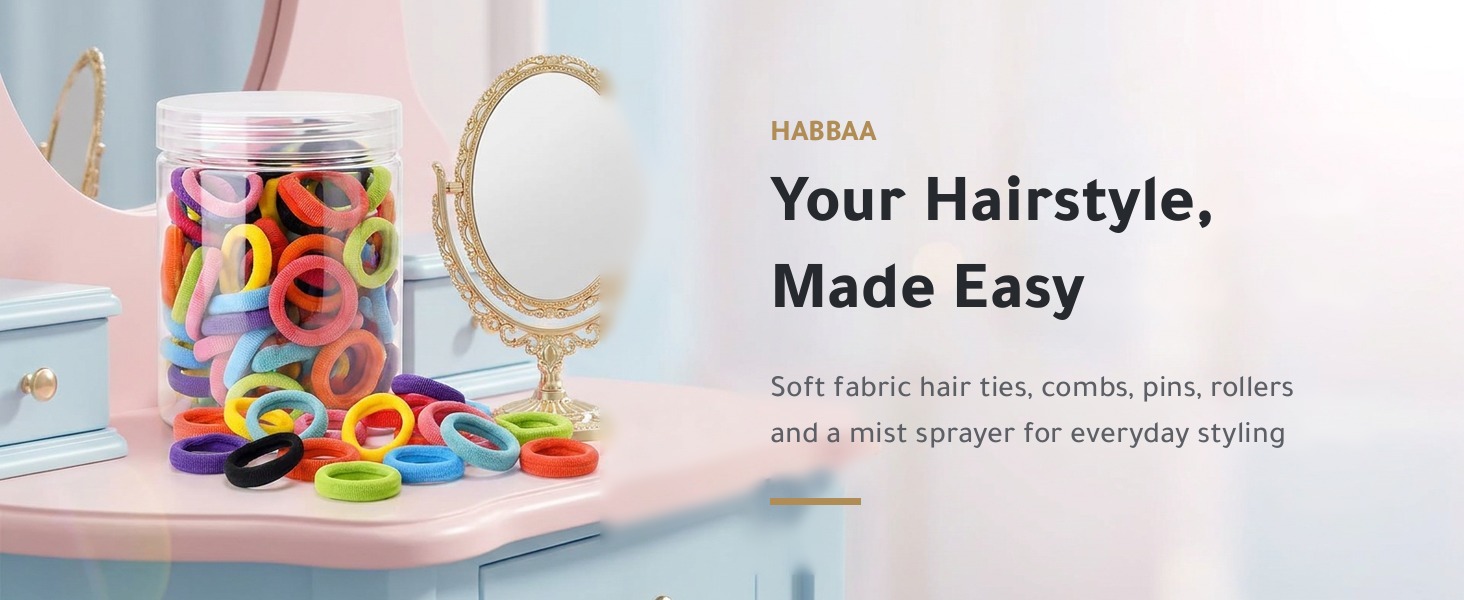 HABBAA
Your Hairstyle,
Made Easy
Soft fabric hair ties, combs, pins, rollers
and a mist sprayer for everyday styling